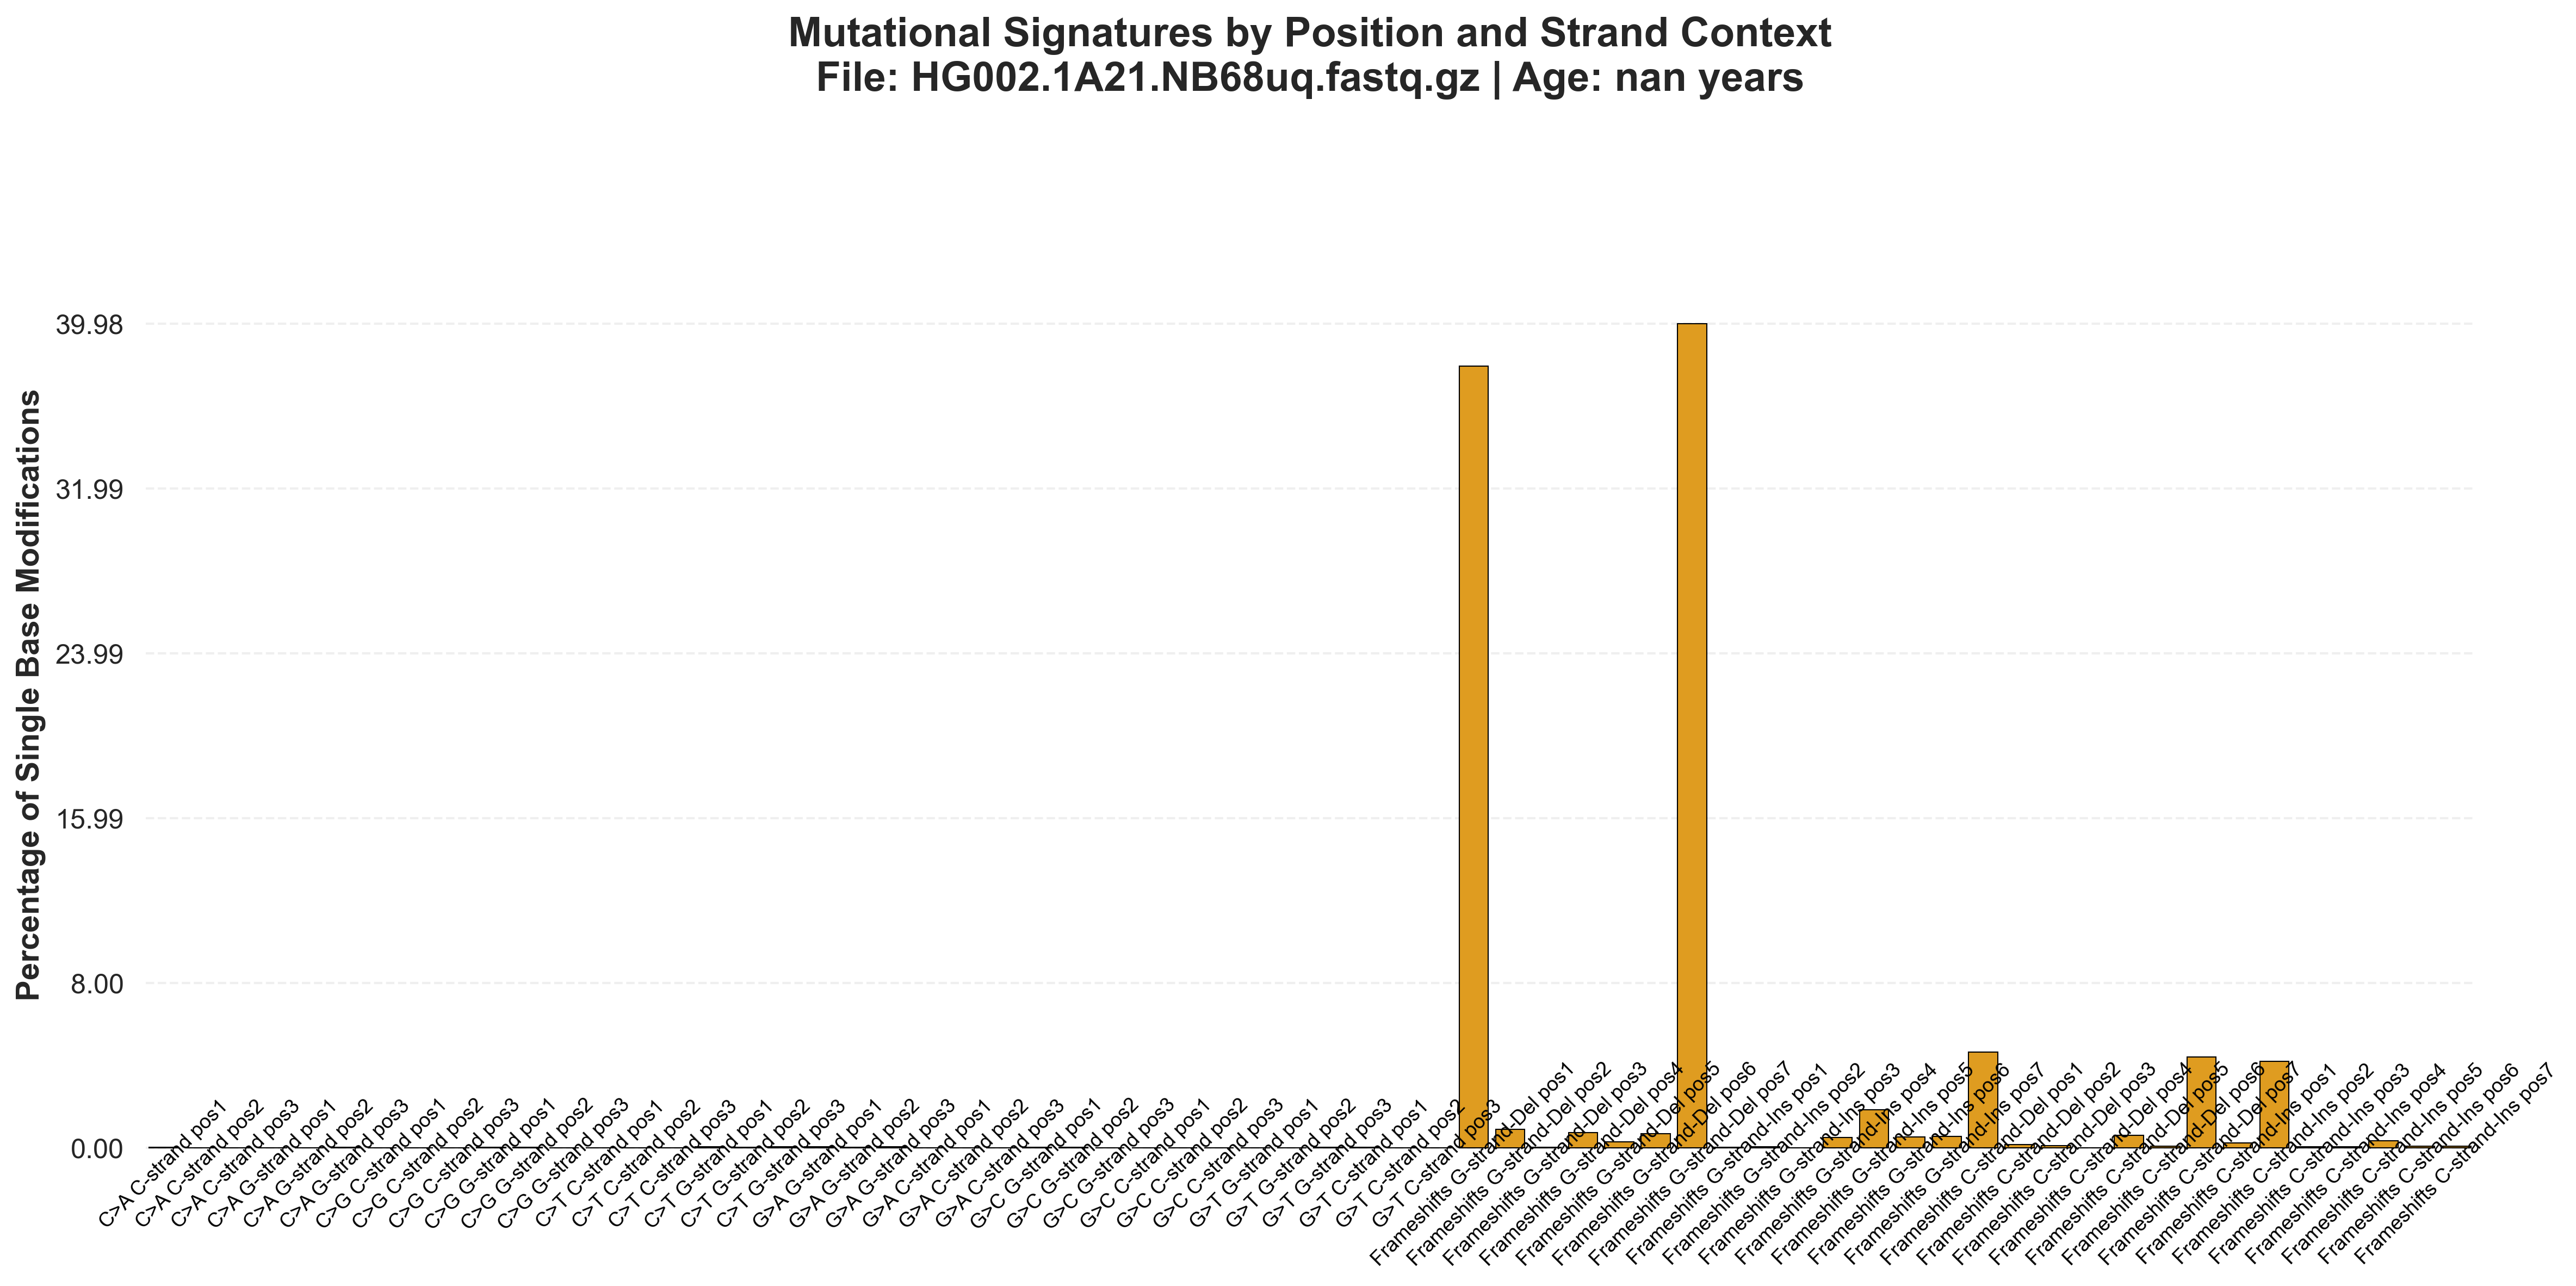 Mutational Signatures by Position and Strand Context
File: HG002.1A21.NB68uq.fastq.gz | Age: nan years
Percentage of Single Base Modifications
39.98
31.99
23.99
15.99
8.00
0.00
C>A C-strand pos1
C>A C-strand pos2
C>A C-strand pos3
C>A G-strand pos1
C>A G-strand pos2
C>A G-strand pos3
C>G C-strand pos1
C>G C-strand pos2
C>G C-strand pos3
C>G G-strand pos1
C>G G-strand pos2
C>G G-strand pos3
C>T C-strand pos1
C>T C-strand pos2
C>T C-strand pos3
C>T G-strand pos1
C>T G-strand pos2
C>T G-strand pos3
G>A G-strand pos1
G>A G-strand pos2
G>A G-strand pos3
G>A C-strand pos1
G>A C-strand pos2
G>A C-strand pos3
G>C G-strand pos1
G>C G-strand pos2
G>C G-strand pos3
G>C C-strand pos1
G>C C-strand pos2
G>C C-strand pos3
G>T G-strand pos1
G>T G-strand pos2
G>T G-strand pos3
G>T C-strand pos1
G>T C-strand pos2
G>T C-strand pos3
Frameshifts G-strand-Del pos1
Frameshifts G-strand-Del pos2
Frameshifts G-strand-Del pos3
Frameshifts G-strand-Del pos4
Frameshifts G-strand-Del pos5
Frameshifts G-strand-Del pos6
Frameshifts G-strand-Del pos7
Frameshifts G-strand-Ins pos1
Frameshifts G-strand-Ins pos2
Frameshifts G-strand-Ins pos3
Frameshifts G-strand-Ins pos4
Frameshifts G-strand-Ins pos5
Frameshifts G-strand-Ins pos6
Frameshifts G-strand-Ins pos7
Frameshifts C-strand-Del pos1
Frameshifts C-strand-Del pos2
Frameshifts C-strand-Del pos3
Frameshifts C-strand-Del pos4
Frameshifts C-strand-Del pos5
Frameshifts C-strand-Del pos6
Frameshifts C-strand-Del pos7
Frameshifts C-strand-Ins pos1
Frameshifts C-strand-Ins pos2
Frameshifts C-strand-Ins pos3
Frameshifts C-strand-Ins pos4
Frameshifts C-strand-Ins pos5
Frameshifts C-strand-Ins pos6
Frameshifts C-strand-Ins pos7